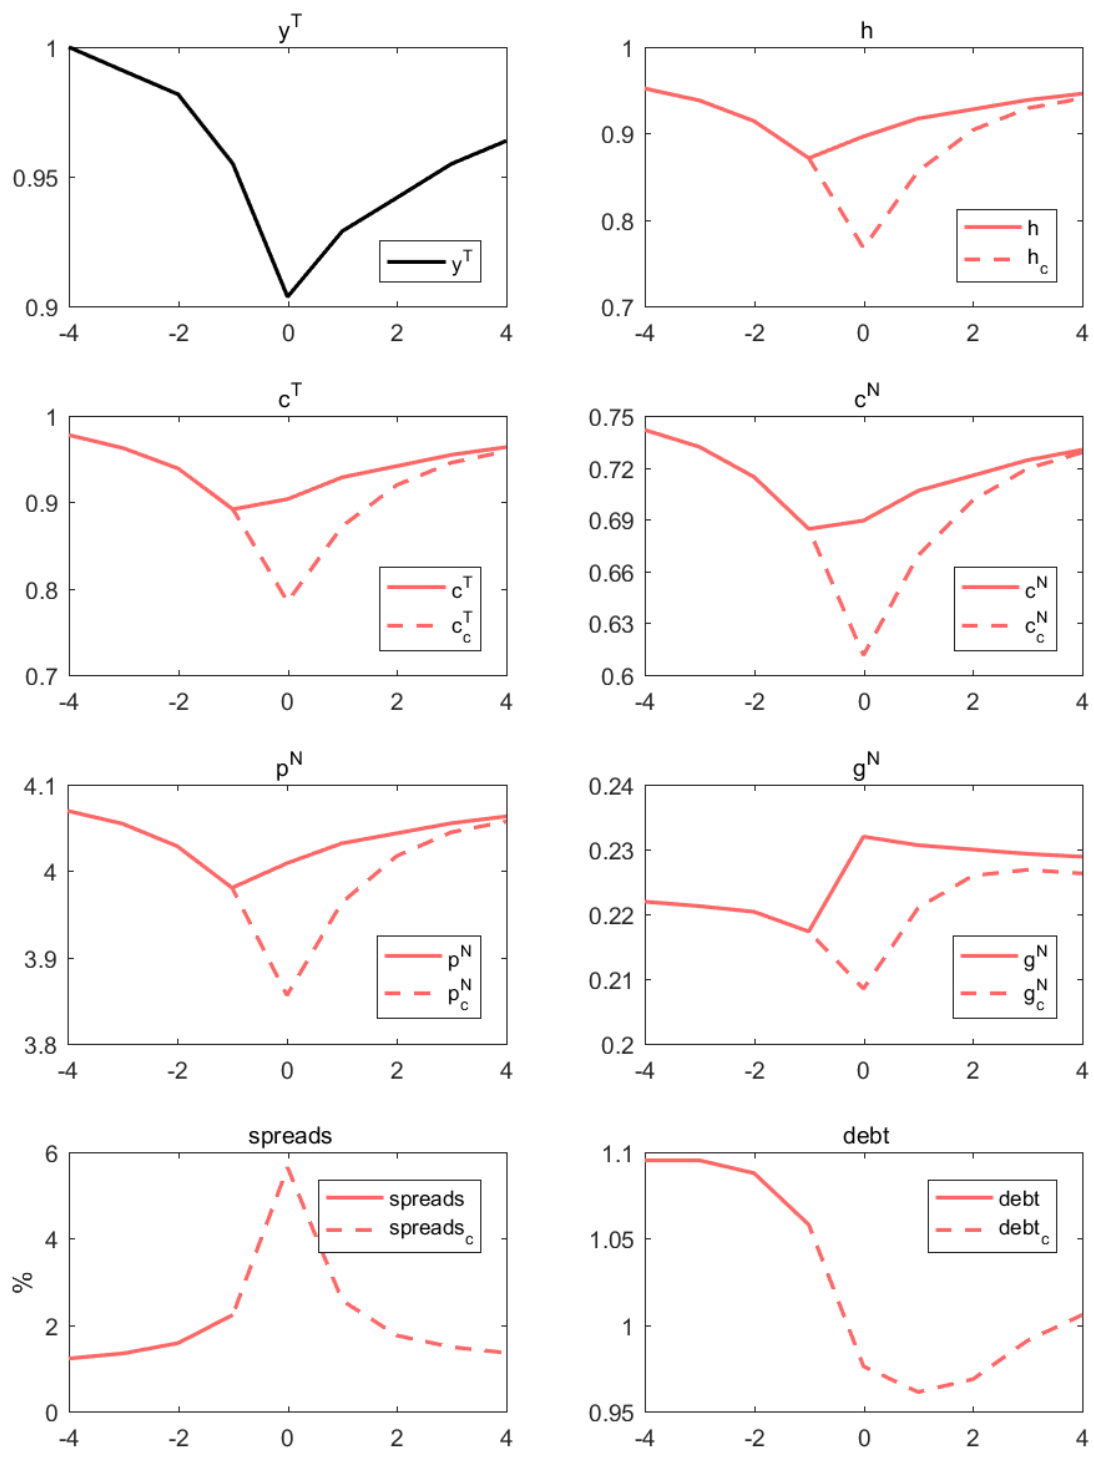 y^T
1
0.95
0.9
-4 -2 0 2 4
y^T
h
1
0.9
0.8
0.7
-4 -2 0 2 4
h
h_c
c^T
1
0.9
0.8
0.7
-4 -2 0 2 4
c^T
c_c^T
c^N
0.75
0.72
0.69
0.66
0.63
0.6
-4 -2 0 2 4
c^N
c_c^N
p^N
4.1
4
3.9
3.8
-4 -2 0 2 4
p^N
p_c^N
g^N
0.24
0.23
0.22
0.21
0.2
-4 -2 0 2 4
g^N
g_c^N
spreads
6
4
2
0
%
-4 -2 0 2 4
spreads
spreads_c
debt
1.1
1.05
1
0.95
-4 -2 0 2 4
debt
debt_c